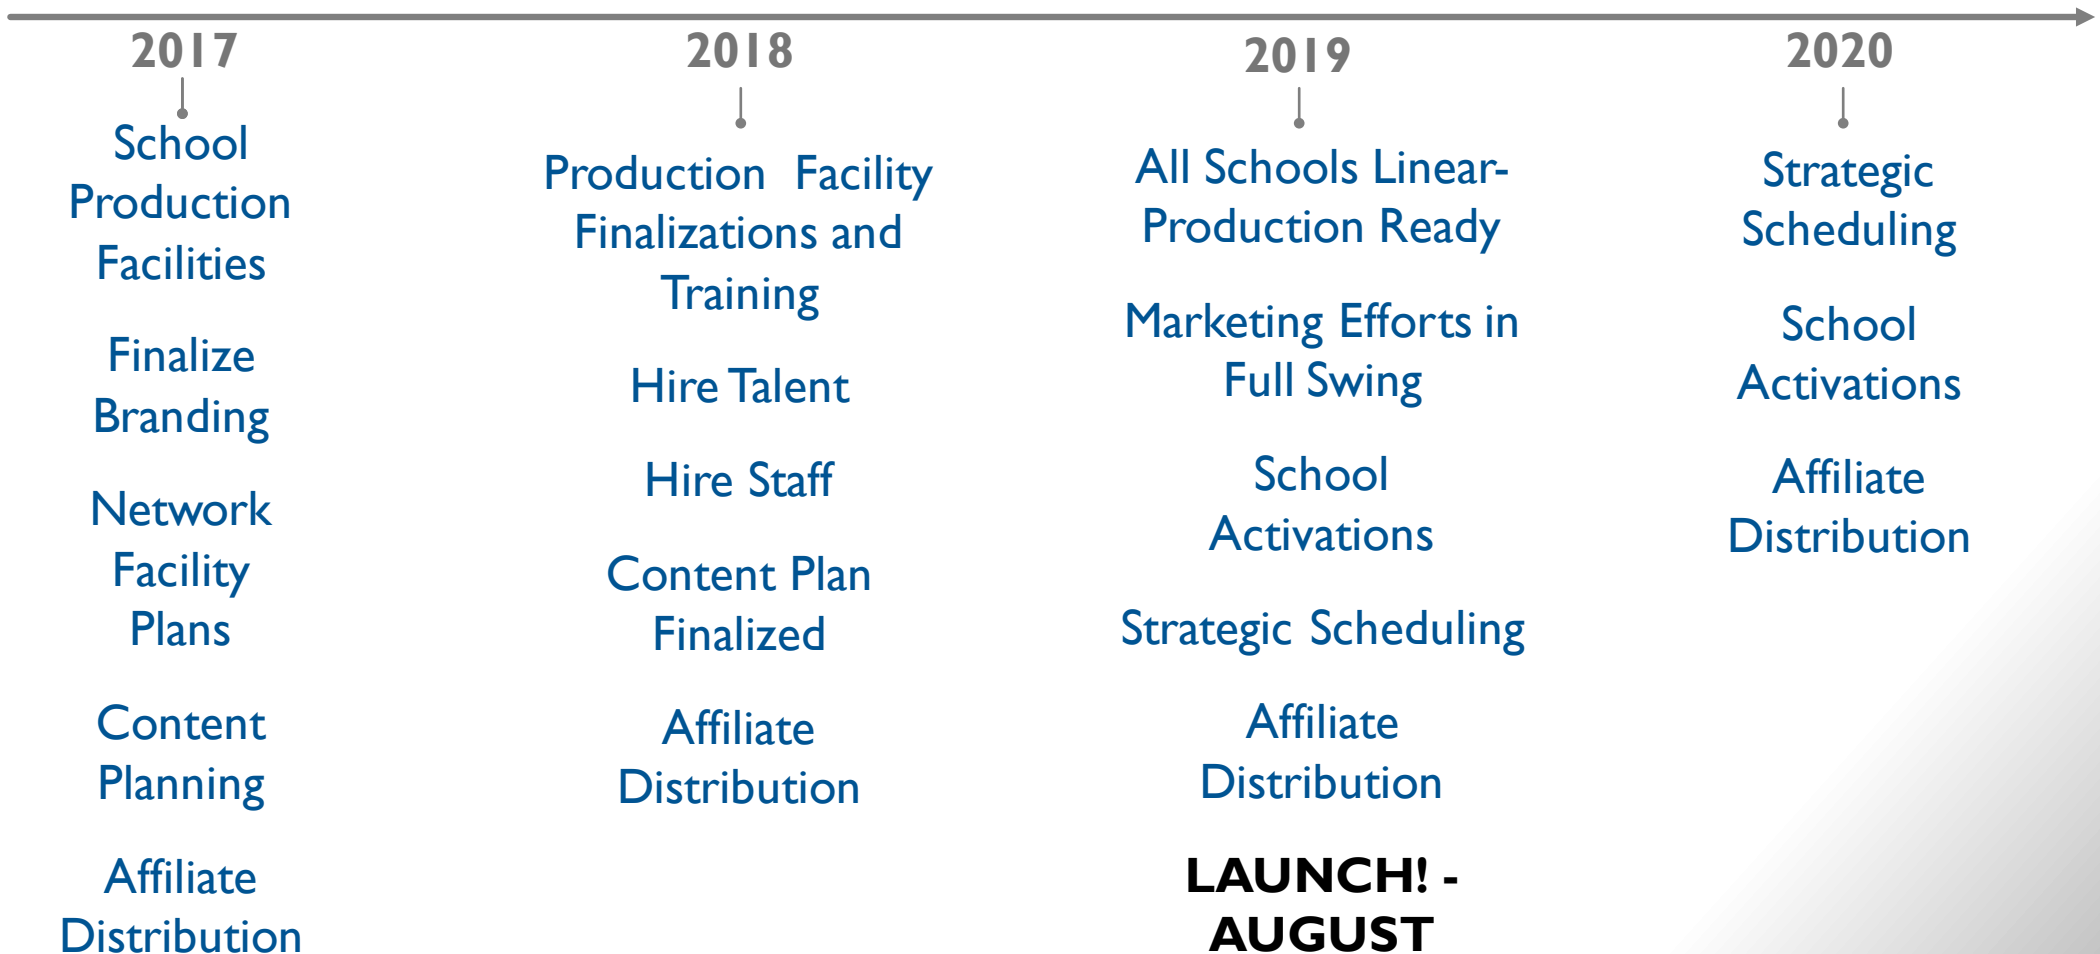 2017
School
Production
Facilities
Finalize
Branding
Network
Facility
Plans
Content
Planning
Affiliate
Distribution
2018
Production Facility
Finalizations and
Training
Hire Talent
Hire Staff
Content Plan
Finalized
Affiliate
Distribution
2019
All Schools Linear-
Production Ready
Marketing Efforts in
Full Swing
School
Activations
Strategic Scheduling
Affiliate
Distribution
LAUNCH! -
AUGUST
2020
Strategic
Scheduling
School
Activations
Affiliate
Distribution